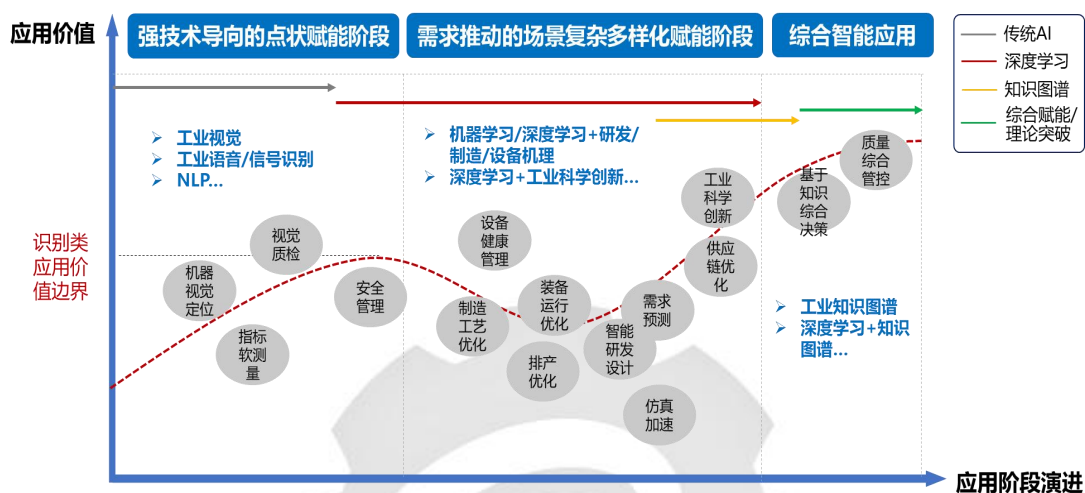 应用价值
强技术导向的点状赋能阶段
需求推动的场景复杂多样化赋能阶段
综合智能应用
传统AI
深度学习
知识图谱
综合赋能/
理论突破
➢ 工业视觉
➢ 工业语音/信号识别
➢ NLP...
➢ 机器学习/深度学习+研发/
制造/设备机理
➢ 深度学习+工业科学创新...
识别类
应用价
值边界
机器
视觉
定位
视觉
质检
指标
软测
量
安全
管理
设备
健康
管理
制造
工艺
优化
装备
运行
优化
排产
优化
智能
研发
设计
需求
预测
仿真
加速
工业
科学
创新
供应
链优
化
基于
知识
综合
决策
质量
综合
管控
➢ 工业知识图谱
➢ 深度学习+知识
图谱...
应用阶段演进